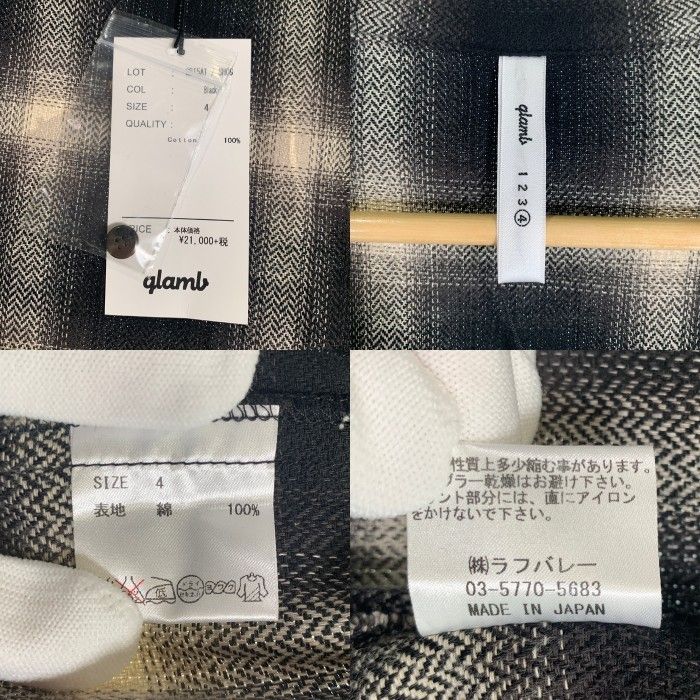 LOT :
COL : Black
SIZE : 4
QUALITY :
Cotton 100%
: 本体価格
¥21,000+税
glamb
glamb
1 2 3 ④
SIZE 4
表地 綿 100%
低
性質上多少縮む事があります。
ブラー乾燥はお避け下さい。
ント部分には、直にアイロン
をかけないで下さい。
㈱ラフバレー
03-5770-5683
MADE IN JAPAN